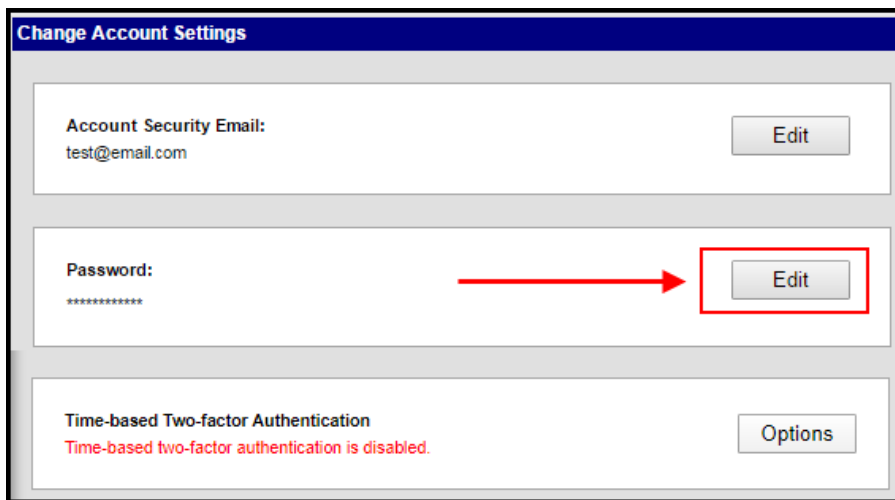 Change Account Settings
Account Security Email:
test@email.com
Edit
Password:
************
Edit
Time-based Two-factor Authentication
Time-based two-factor authentication is disabled.
Options